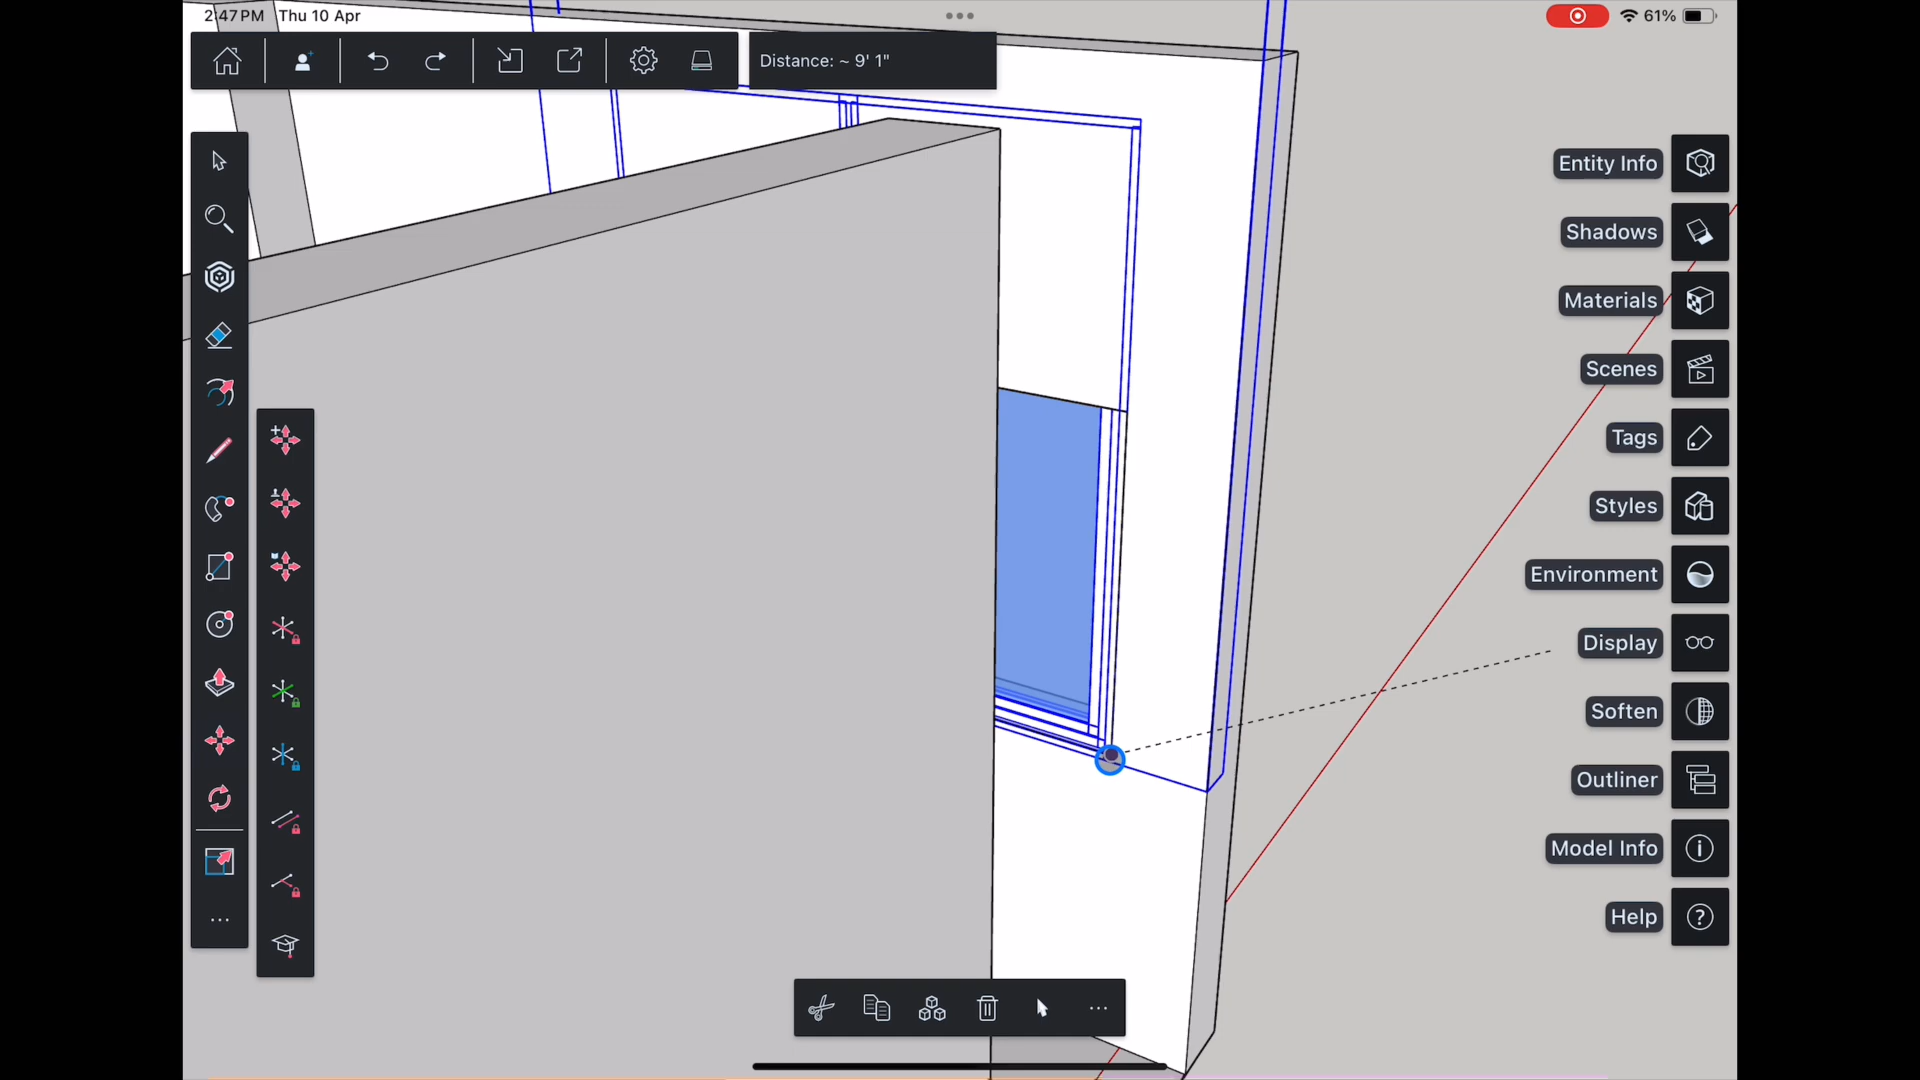 2:47 PM Thu 10 Apr
61%
Distance: ~ 9' 1"
Entity Info
Shadows
Materials
Scenes
Tags
Styles
Environment
Display
Soften
Outliner
Model Info
Help